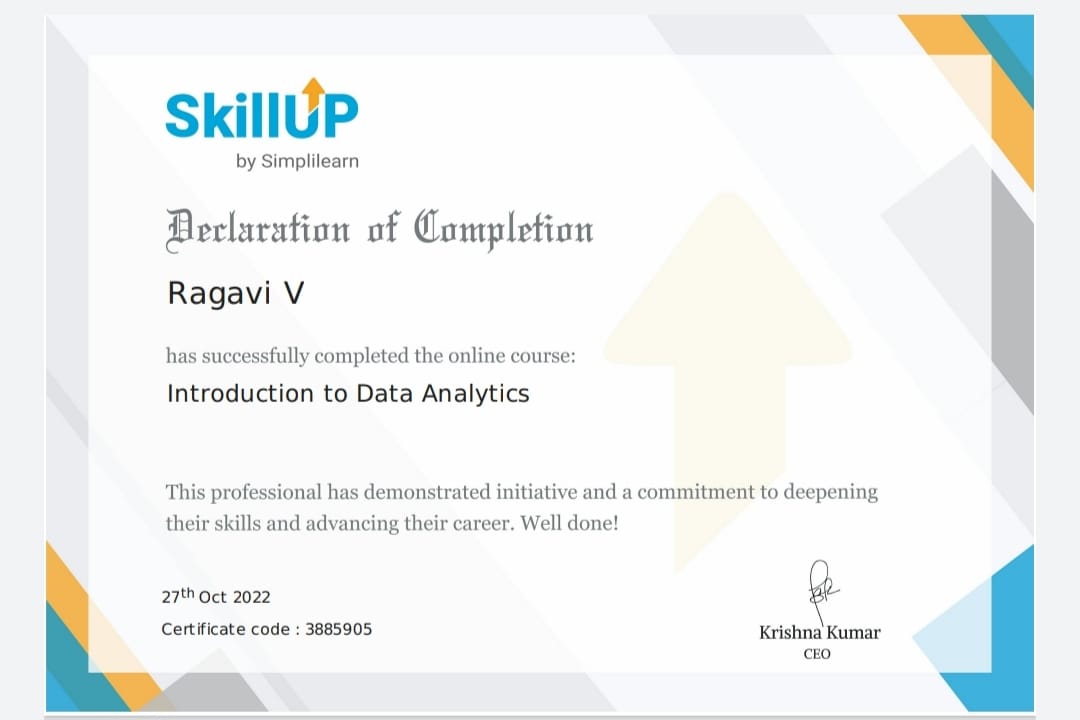 SkillUP
by Simplilearn
Declaration of Completion
Ragavi V
has successfully completed the online course:
Introduction to Data Analytics
This professional has demonstrated initiative and a commitment to deepening
their skills and advancing their career. Well done!
27th Oct 2022
Certificate code : 3885905
Krishna Kumar
CEO